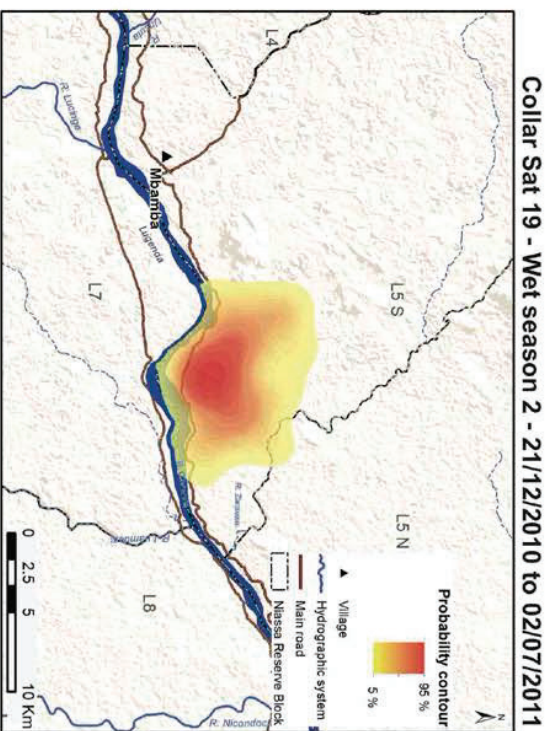 Collar Sat 19 - Wet season 2 - 21/12/2010 to 02/07/2011
N
L4
L5 S
L5 N
R. Lucinge
Mbamba
Lugenda
L7
L8
R. Nicondoc
Probability contour
95 %
5 %
Village
Hydrographic system
Main road
Niassa Reserve Block
0 2.5 5 10 Km